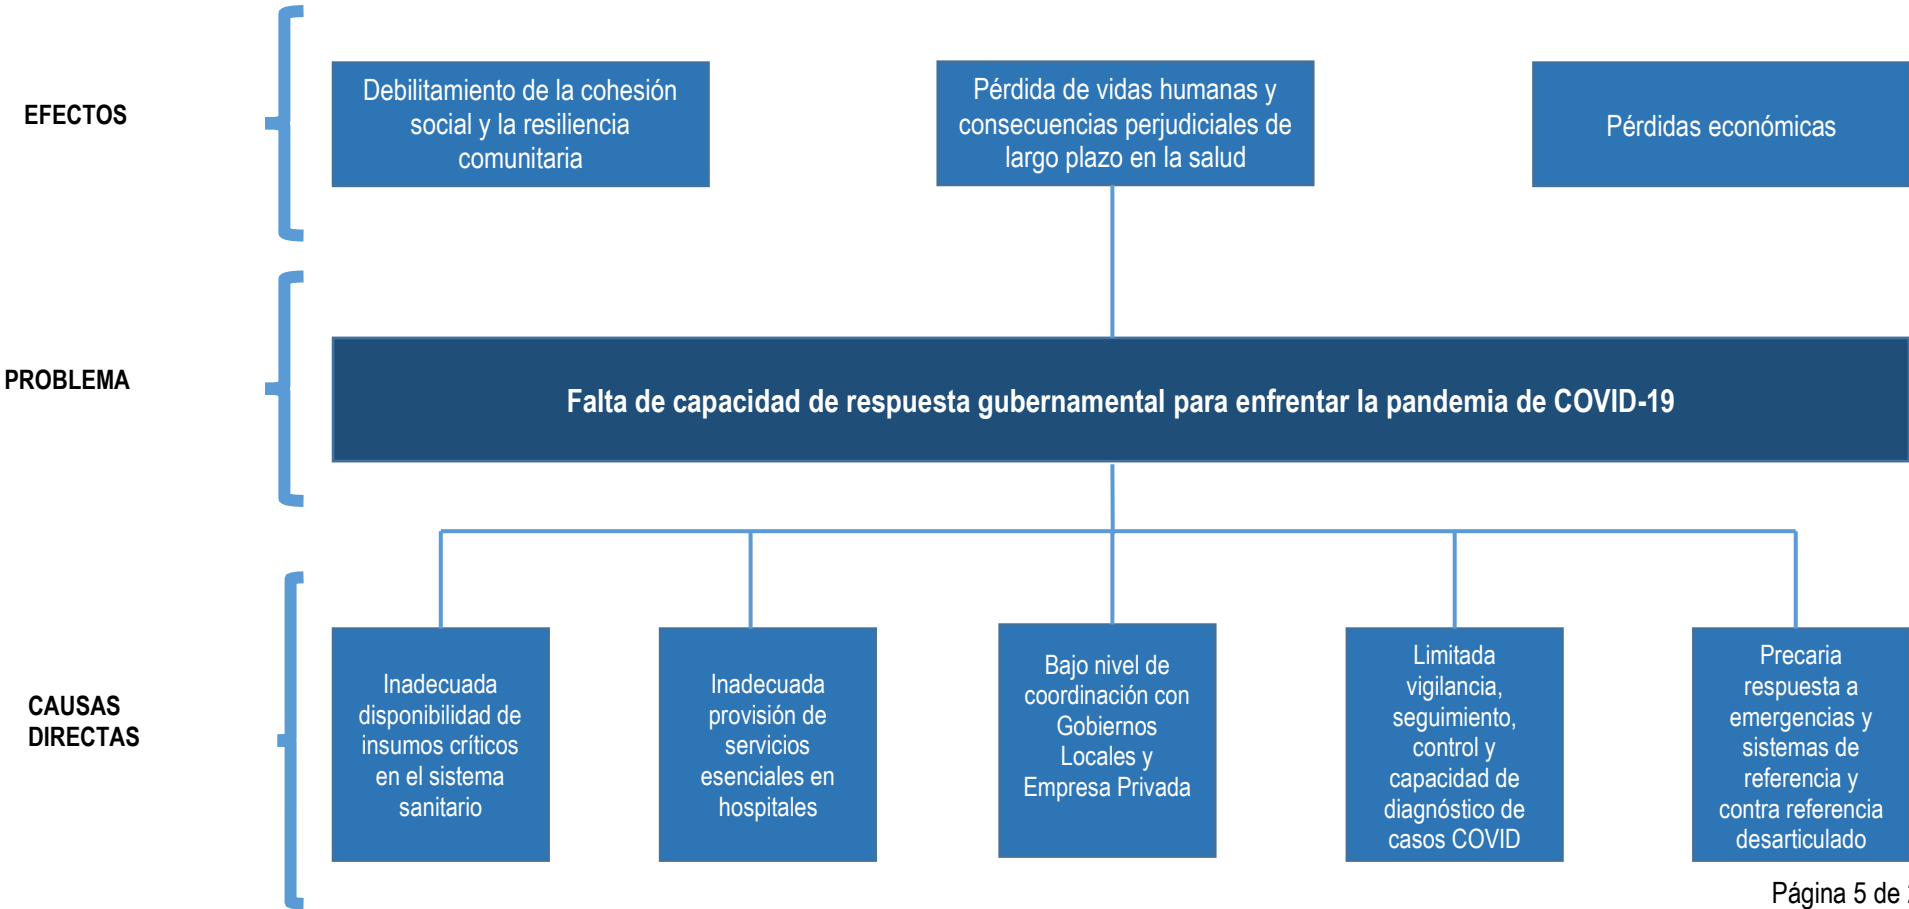 EFECTOS
Debilitamiento de la cohesión
social y la resiliencia
comunitaria
Pérdida de vidas humanas y
consecuencias perjudiciales de
largo plazo en la salud
Pérdidas económicas
PROBLEMA
Falta de capacidad de respuesta gubernamental para enfrentar la pandemia de COVID-19
CAUSAS
DIRECTAS
Inadecuada
disponibilidad de
insumos críticos
en el sistema
sanitario
Inadecuada
provisión de
servicios
esenciales en
hospitales
Bajo nivel de
coordinación con
Gobiernos
Locales y
Empresa Privada
Limitada
vigilancia,
seguimiento,
control y
capacidad de
diagnóstico de
casos COVID
Precaria
respuesta a
emergencias y
sistemas de
referencia y
contra referencia
desarticulado
Página 5 de